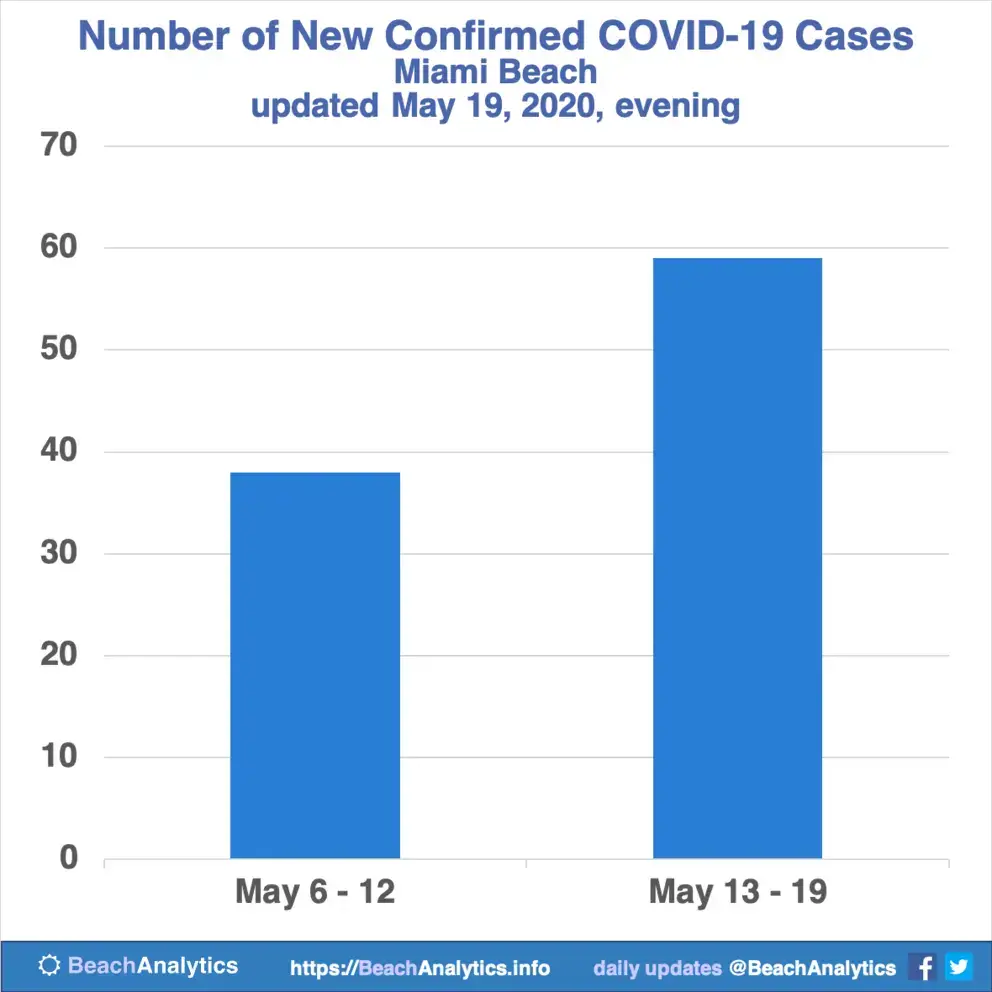 Number of New Confirmed COVID-19 Cases
Miami Beach
updated May 19, 2020, evening
70
60
50
40
30
20
10
0
May 6 - 12
May 13 - 19
BeachAnalytics
https://BeachAnalytics.info
daily updates @BeachAnalytics